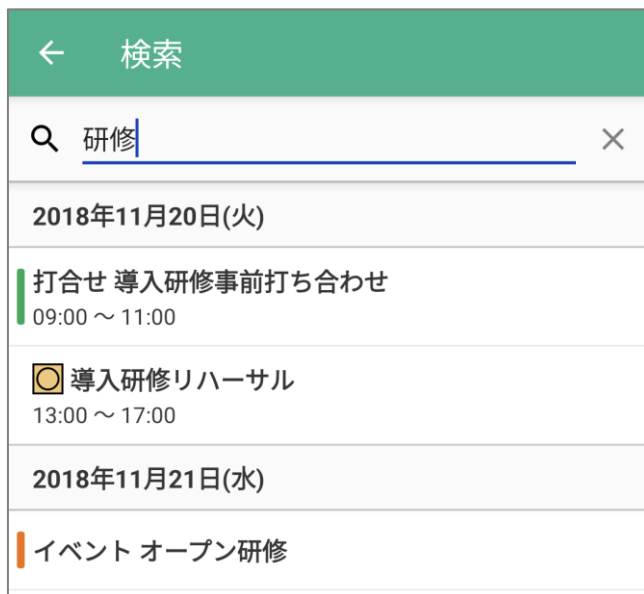 検索
研修
2018年11月20日(火)
打合せ 導入研修事前打ち合わせ
09:00 ～ 11:00
導入研修リハーサル
13:00 ～ 17:00
2018年11月21日(水)
イベント オープン研修